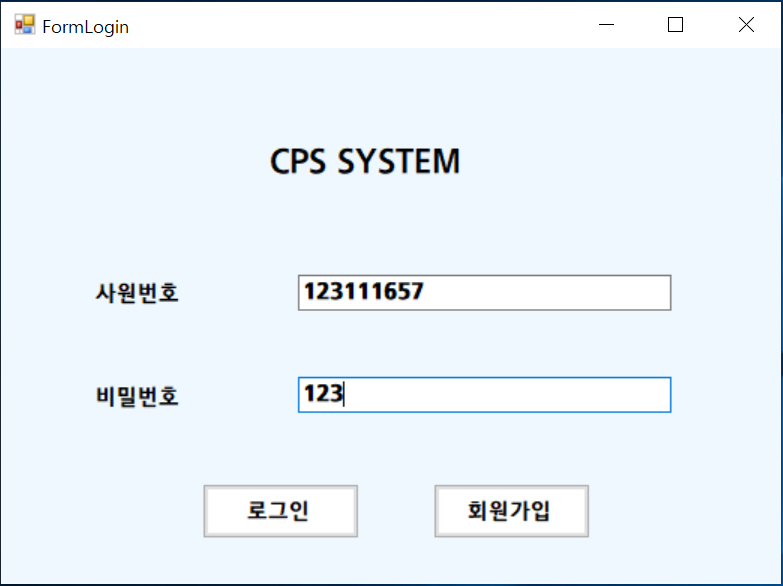 FormLogin
CPS SYSTEM
사원번호 123111657
비밀번호 123
로그인 회원가입